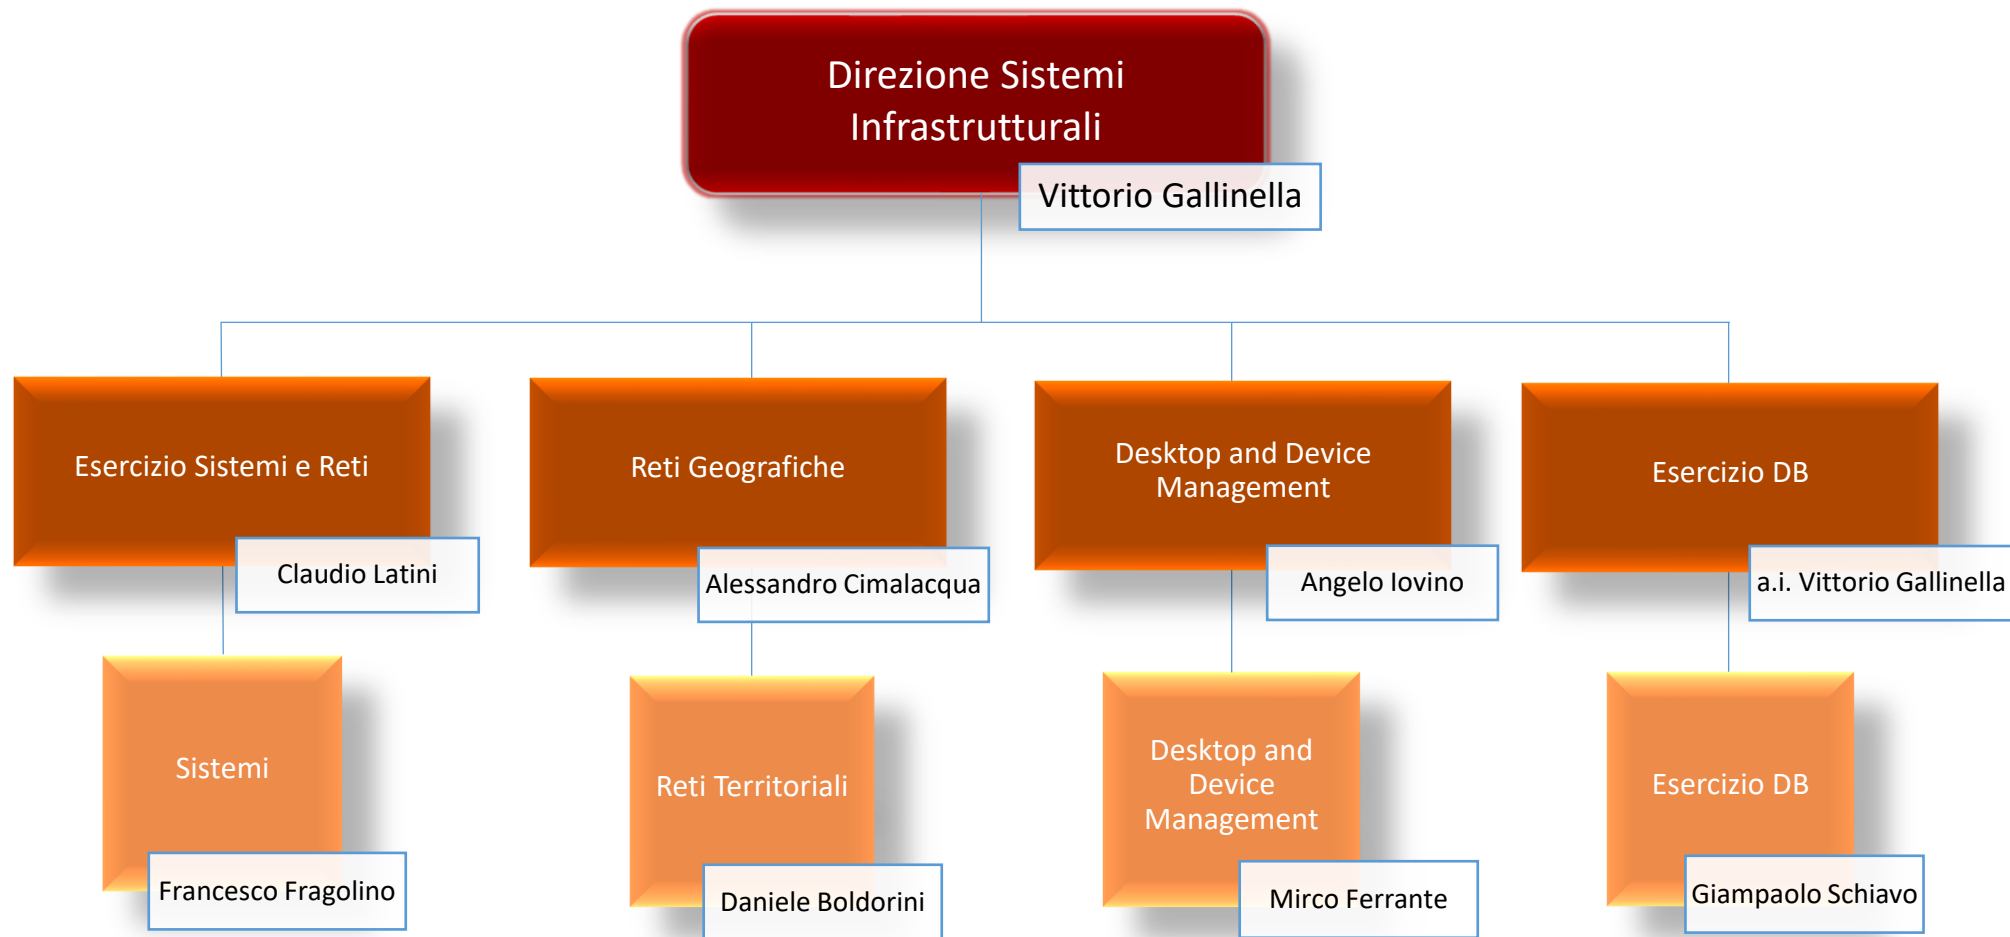 Direzione Sistemi
Infrastrutturali
Vittorio Gallinella
Esercizio Sistemi e Reti
Claudio Latini
Reti Geografiche
Alessandro Cimalacqua
Desktop and Device
Management
Angelo Iovino
Esercizio DB
a.i. Vittorio Gallinella
Sistemi
Francesco Fragolino
Reti Territoriali
Daniele Boldorini
Desktop and
Device
Management
Mirco Ferrante
Esercizio DB
Giampaolo Schiavo